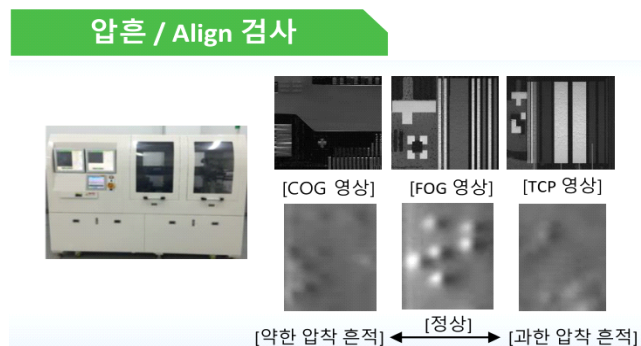 압흔 / Align 검사
[COG 영상]
[FOG 영상]
[TCP 영상]
[약한 압착 흔적]
[정상]
[과한 압착 흔적]